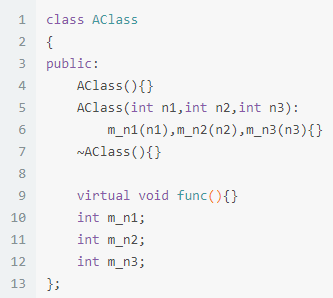 1 class AClass
2 {
3 public:
4     AClass(){}
5     AClass(int n1,int n2,int n3):
6         m_n1(n1),m_n2(n2),m_n3(n3){}
7     ~AClass(){}
8
9     virtual void func(){}
10     int m_n1;
11     int m_n2;
12     int m_n3;
13 };